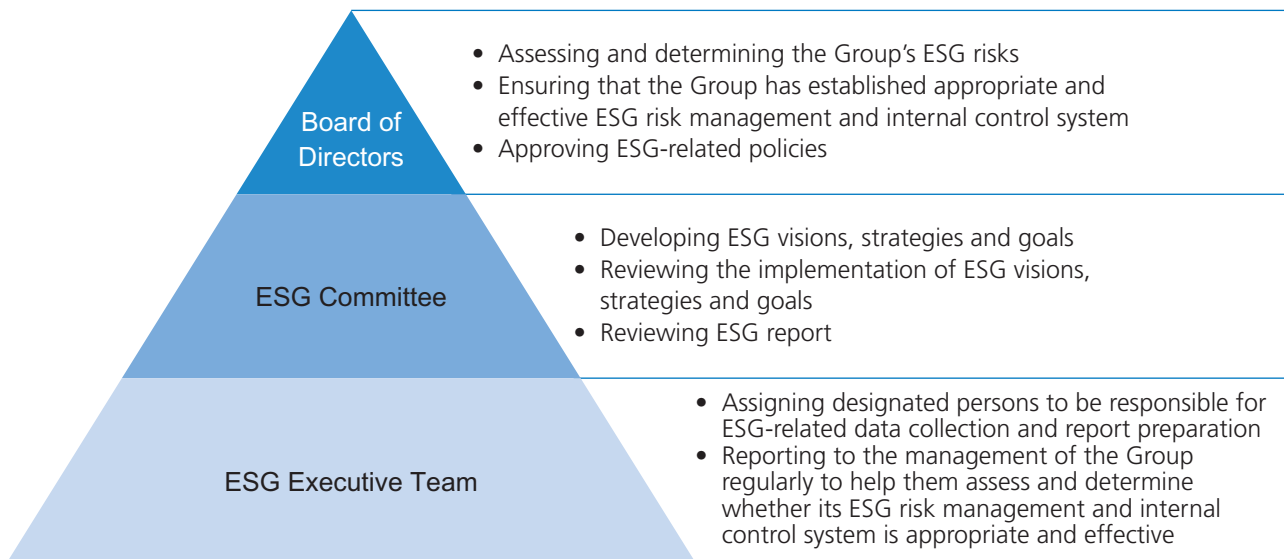 Board of
Directors
• Assessing and determining the Group’s ESG risks
• Ensuring that the Group has established appropriate and
effective ESG risk management and internal control system
• Approving ESG-related policies
ESG Committee
• Developing ESG visions, strategies and goals
• Reviewing the implementation of ESG visions,
strategies and goals
• Reviewing ESG report
ESG Executive Team
• Assigning designated persons to be responsible for
ESG-related data collection and report preparation
• Reporting to the management of the Group
regularly to help them assess and determine
whether its ESG risk management and internal
control system is appropriate and effective